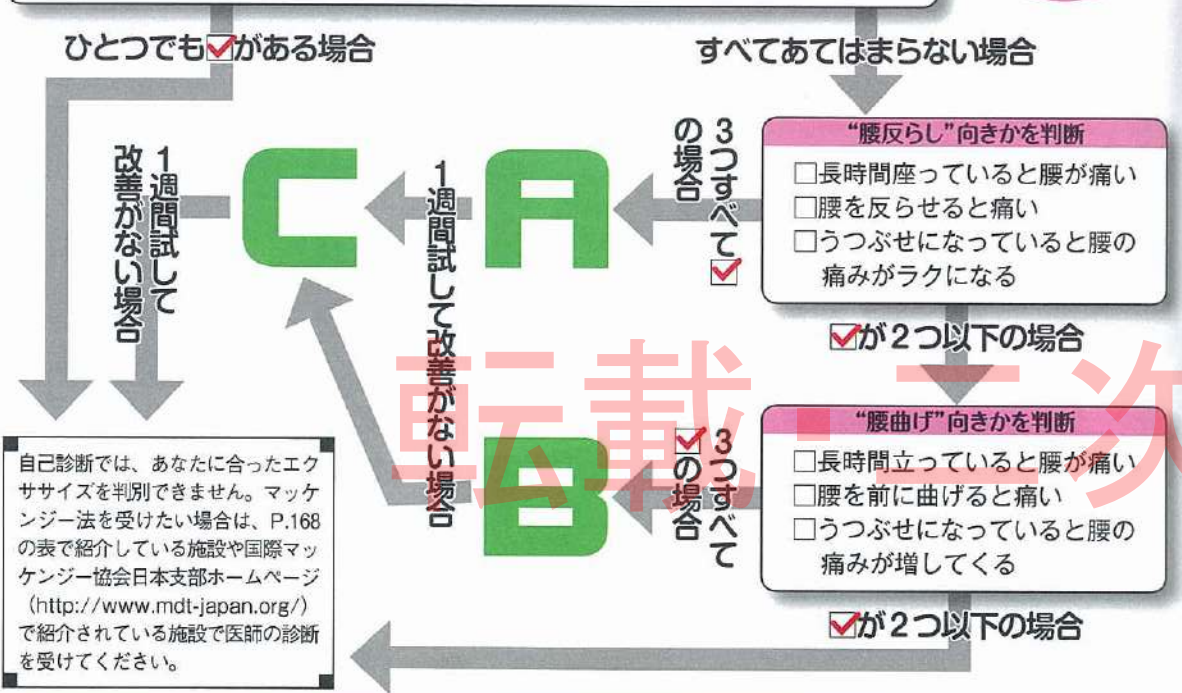 ひとつでも☑がある場合
すべてあてはまらない場合
“腰反らし”向きかを判断
□長時間座っていると腰が痛い
□腰を反らせると痛い
□うつぶせになっていると腰の
痛みがラクになる
3つすべて☑
の場合
A
1週間試して改善がない場合
C
1週間試して
改善がない場合
☑が2つ以下の場合
“腰曲げ”向きかを判断
□長時間立っていると腰が痛い
□腰を前に曲げると痛い
□うつぶせになっていると腰の
痛みが増してくる
3つすべて
☑の場合
B
☑が2つ以下の場合
自己診断では、あなたに合ったエク
ササイズを判別できません。マッケ
ンジー法を受けたい場合は、P.168
の表で紹介している施設や国際マッ
ケンジー協会日本支部ホームページ
（http://www.mdt-japan.org/）
で紹介されている施設で医師の診断
を受けてください。
転載・二次